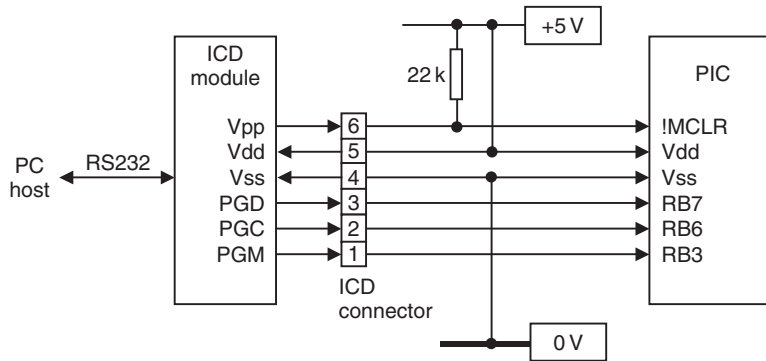 +5 V
ICD
module
22 k
PIC
Vpp
6
!MCLR
Vdd
5
Vdd
PC
host
RS232
Vss
4
Vss
PGD
3
RB7
PGC
2
RB6
PGM
1
RB3
ICD
connector
0 V